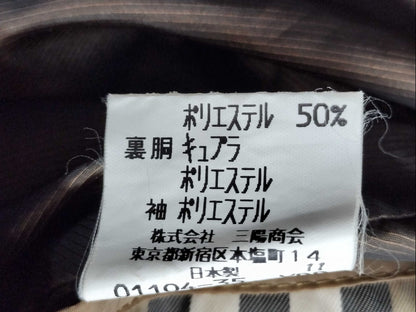 ポリエステル 50%
裏 胴 キュプラ
ポリエステル
袖 ポリエステル
株式会社 三陽商会
東京都新宿区本塩町14
日本製